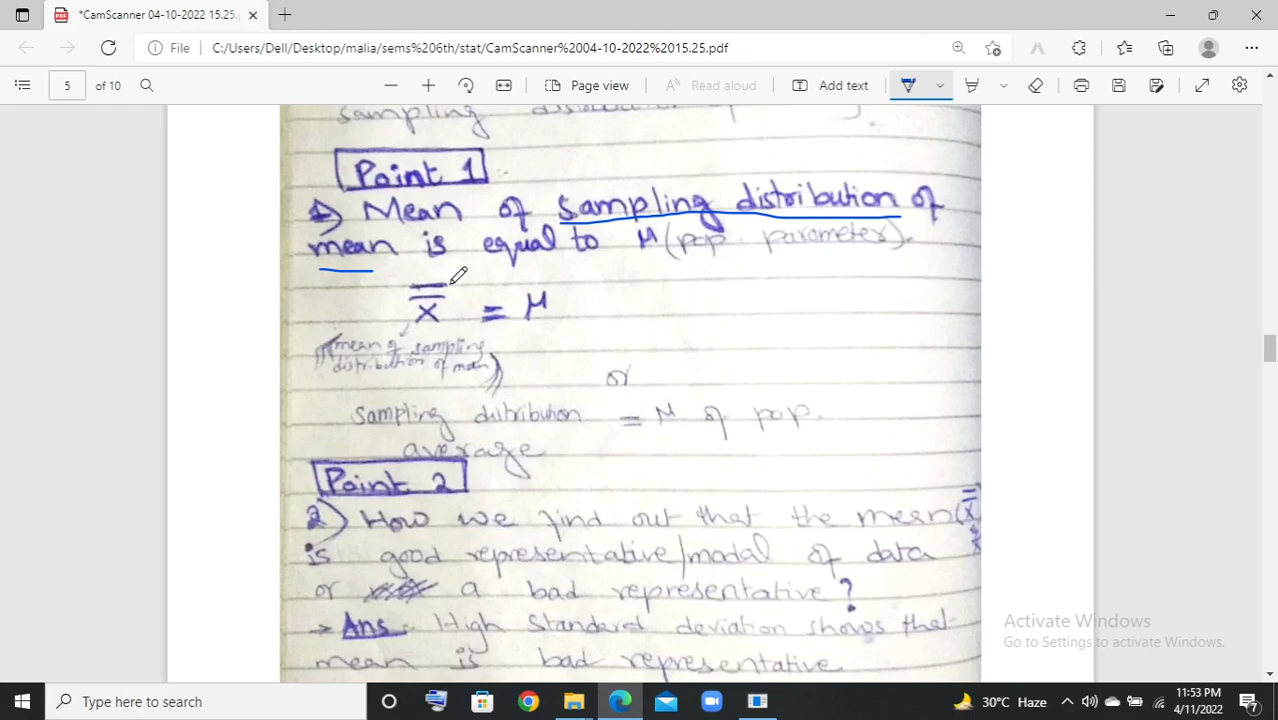 *CamScanner 04-10-2022 15.25.
File C:/Users/Dell/Desktop/malia/sems%206th/stat/CamScanner%2004-10-2022%2015.25.pdf
5 of 10 Page view Read aloud Add text
sampling
Point 1
Mean of sampling distribution of
mean is equal to μ (pop. parameter).
x̿ = μ
((mean of sampling
distribution of mean))
or
Sampling distribution = μ of pop.
average
Point 2
2) How we find out that the mean (x̿)
is good representative/modal of data
or a bad representative?
→ Ans. High Standard deviation shows that
mean is bad representative
Activate Windows
Go to Settings to activate Windows.
Type here to search
30°C Haze
11:53 PM
4/11/2022
7